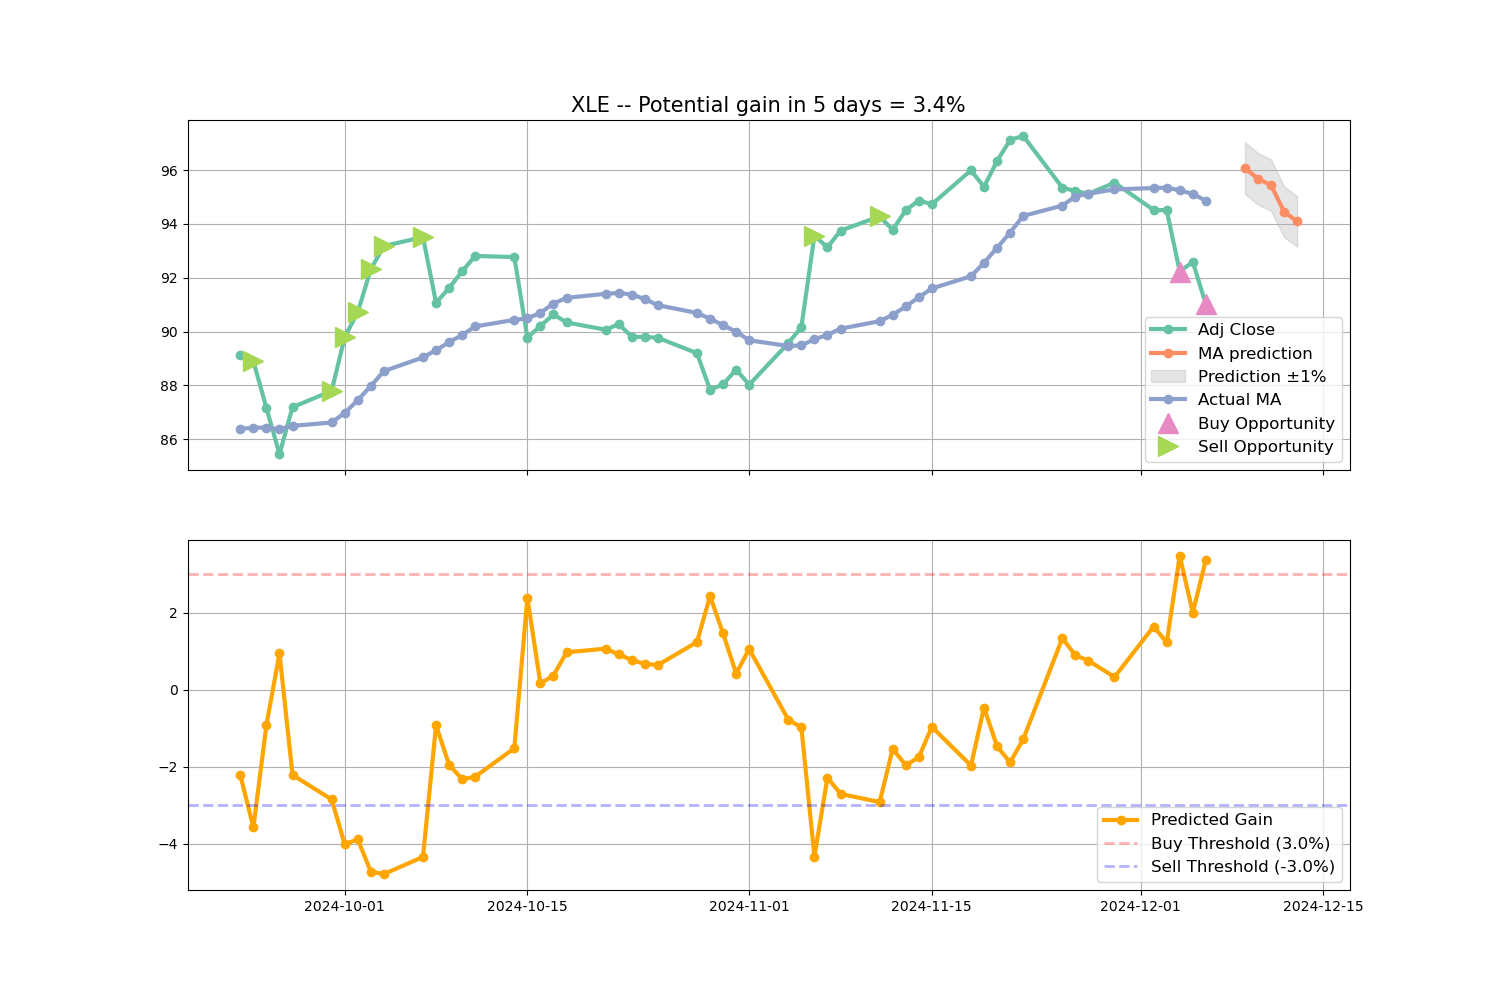 XLE -- Potential gain in 5 days = 3.4%
96
94
92
90
88
86
Adj Close
MA prediction
Prediction ±1%
Actual MA
Buy Opportunity
Sell Opportunity
2
0
−2
−4
Predicted Gain
Buy Threshold (3.0%)
Sell Threshold (-3.0%)
2024-10-01
2024-10-15
2024-11-01
2024-11-15
2024-12-01
2024-12-15